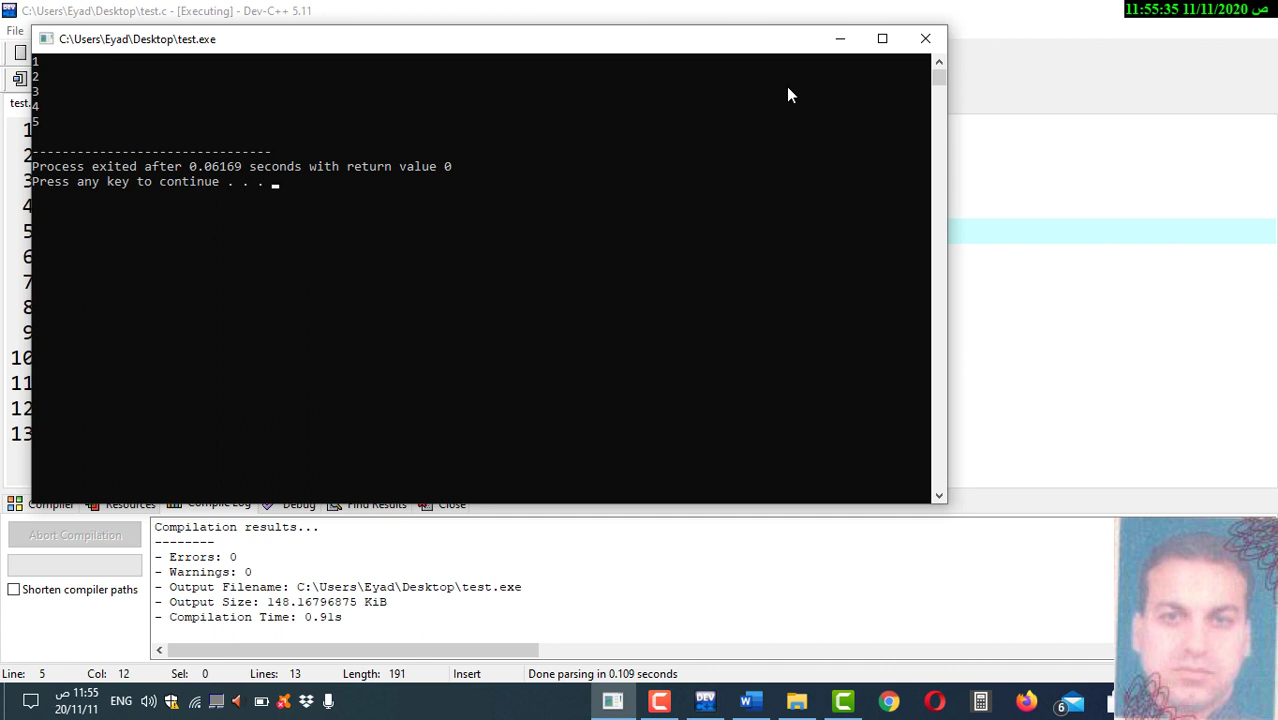 C:\Users\Eyad\Desktop\test.c - [Executing] - Dev-C++ 5.11
11:55:35 11/11/2020 ص
File
C:\Users\Eyad\Desktop\test.exe
test.
1
2
3
4
5
--------------------------------
Process exited after 0.06169 seconds with return value 0
Press any key to continue . . .
1
2
3
4
5
6
7
8
9
10
11
12
13
Compiler Resources Compile Log Debug Find Results Close
Abort Compilation
Shorten compiler paths
Compilation results...
--------
- Errors: 0
- Warnings: 0
- Output Filename: C:\Users\Eyad\Desktop\test.exe
- Output Size: 148.16796875 KiB
- Compilation Time: 0.91s
Line: 5 Col: 12 Sel: 0 Lines: 13 Length: 191 Insert Done parsing in 0.109 seconds
11:55 ص
20/11/11
ENG
DEV
W
6